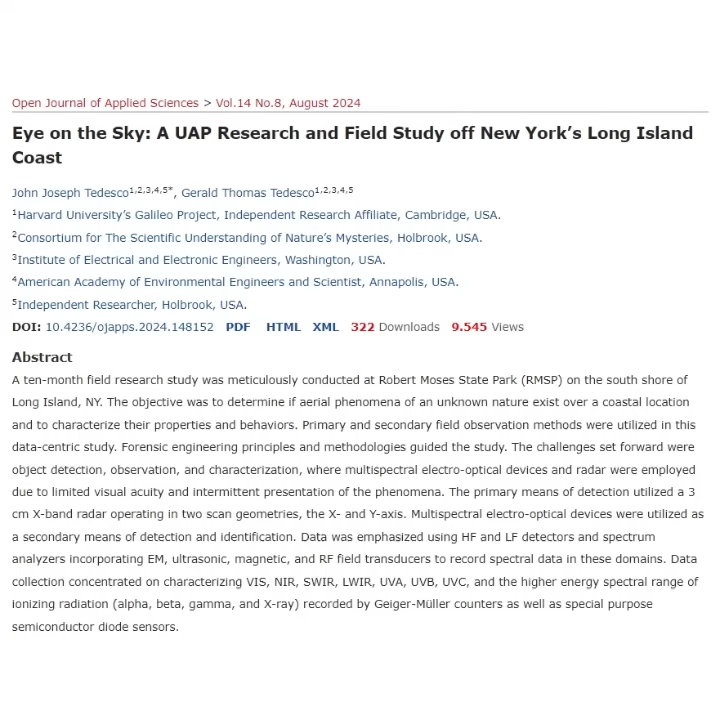 Open Journal of Applied Sciences > Vol.14 No.8, August 2024
Eye on the Sky: A UAP Research and Field Study off New York's Long Island
Coast
John Joseph Tedesco1,2,3,4,5*, Gerald Thomas Tedesco1,2,3,4,5
1Harvard University's Galileo Project, Independent Research Affiliate, Cambridge, USA.
2Consortium for The Scientific Understanding of Nature's Mysteries, Holbrook, USA.
3Institute of Electrical and Electronic Engineers, Washington, USA.
4American Academy of Environmental Engineers and Scientist, Annapolis, USA.
5Independent Researcher, Holbrook, USA.
DOI: 10.4236/ojapps.2024.148152 PDF HTML XML 322 Downloads 9.545 Views
Abstract
A ten-month field research study was meticulously conducted at Robert Moses State Park (RMSP) on the south shore of
Long Island, NY. The objective was to determine if aerial phenomena of an unknown nature exist over a coastal location
and to characterize their properties and behaviors. Primary and secondary field observation methods were utilized in this
data-centric study. Forensic engineering principles and methodologies guided the study. The challenges set forward were
object detection, observation, and characterization, where multispectral electro-optical devices and radar were employed
due to limited visual acuity and intermittent presentation of the phenomena. The primary means of detection utilized a 3
cm X-band radar operating in two scan geometries, the X- and Y-axis. Multispectral electro-optical devices were utilized as
a secondary means of detection and identification. Data was emphasized using HF and LF detectors and spectrum
analyzers incorporating EM, ultrasonic, magnetic, and RF field transducers to record spectral data in these domains. Data
collection concentrated on characterizing VIS, NIR, SWIR, LWIR, UVA, UVB, UVC, and the higher energy spectral range of
ionizing radiation (alpha, beta, gamma, and X-ray) recorded by Geiger-Müller counters as well as special purpose
semiconductor diode sensors.